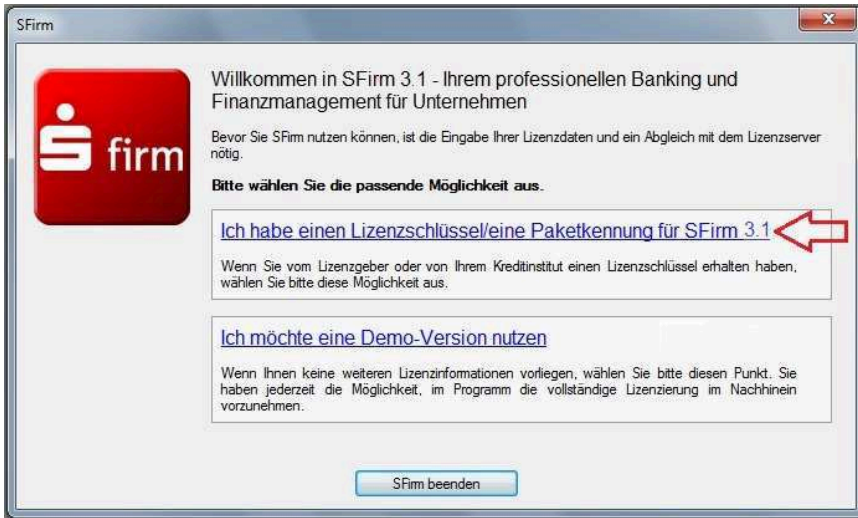 SFirm
Willkommen in SFirm 3.1 - Ihrem professionellen Banking und
Finanzmanagement für Unternehmen
firm
Bevor Sie SFirm nutzen können, ist die Eingabe Ihrer Lizenzdaten und ein Abgleich mit dem Lizenzserver
nötig.
Bitte wählen Sie die passende Möglichkeit aus.
Ich habe einen Lizenzschlüssel/eine Paketkennung für SFirm 3.1
Wenn Sie vom Lizenzgeber oder von Ihrem Kreditinstitut einen Lizenzschlüssel erhalten haben,
wählen Sie bitte diese Möglichkeit aus.
Ich möchte eine Demo-Version nutzen
Wenn Ihnen keine weiteren Lizenzinformationen vorliegen, wählen Sie bitte diesen Punkt. Sie
haben jederzeit die Möglichkeit, im Programm die vollständige Lizenzierung im Nachhinein
vorzunehmen.
SFirm beenden